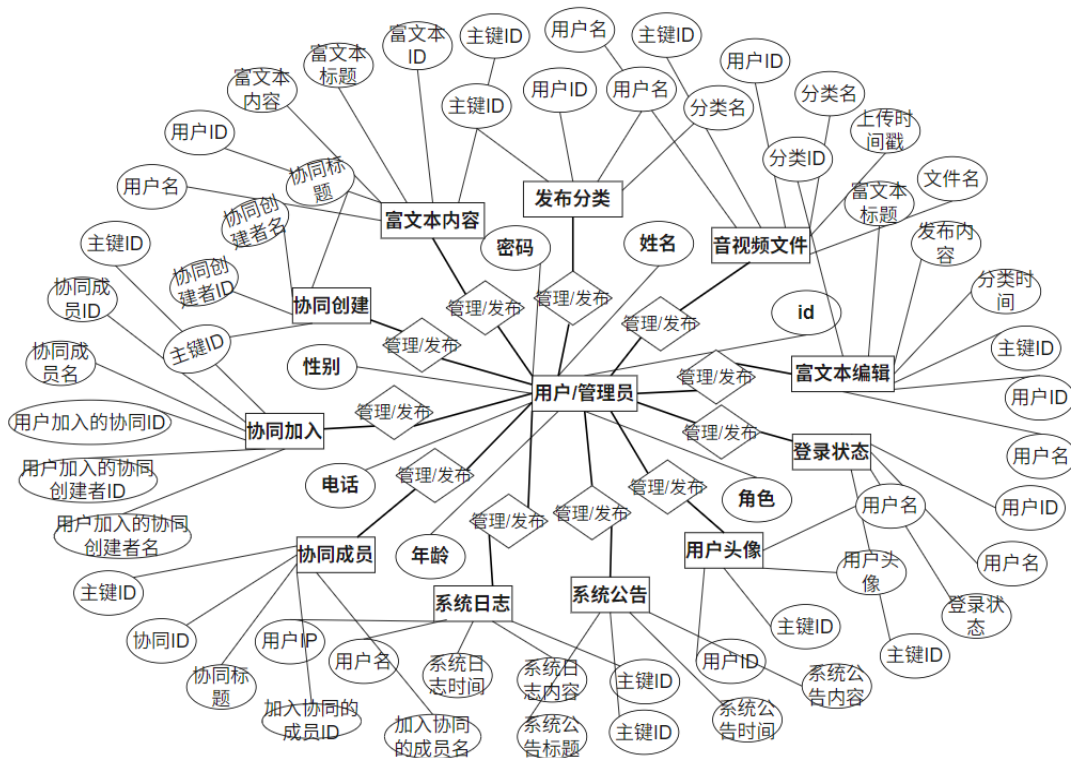 富文本
ID
主键ID
用户名
主键ID
富文本
标题
用户ID
富文本
内容
主键ID
用户ID
用户名
分类名
分类名
上传时
间戳
用户ID
协同标
题
分类ID
文件名
用户名
发布分类
富文本
标题
富文本内容
协同创
建者名
密码
姓名
音视频文件
发布内
容
主键ID
协同创
建者ID
分类时
间
协同成
员ID
协同创建
管理/发布
管理/发布
管理/发布
id
主键ID
管理/发布
主键ID
协同成
员名
性别
管理/发布
富文本编辑
用户/管理员
用户ID
用户加入的协同ID
管理/发布
协同加入
管理/发布
登录状态
用户名
用户加入的协同
创建者ID
管理/发布
管理/发布
电话
角色
用户名
用户ID
用户加入的协同
创建者名
管理/发布
管理/发布
协同成员
年龄
用户头像
用户名
用户头
像
主键ID
系统日志
系统公告
登录状
态
协同ID
用户IP
用户名
主键ID
主键ID
协同标
题
系统日
志时间
系统日
志内容
主键ID
用户ID
系统公
告内容
加入协同的
成员ID
加入协同
的成员名
系统公
告标题
主键ID
系统公
告时间